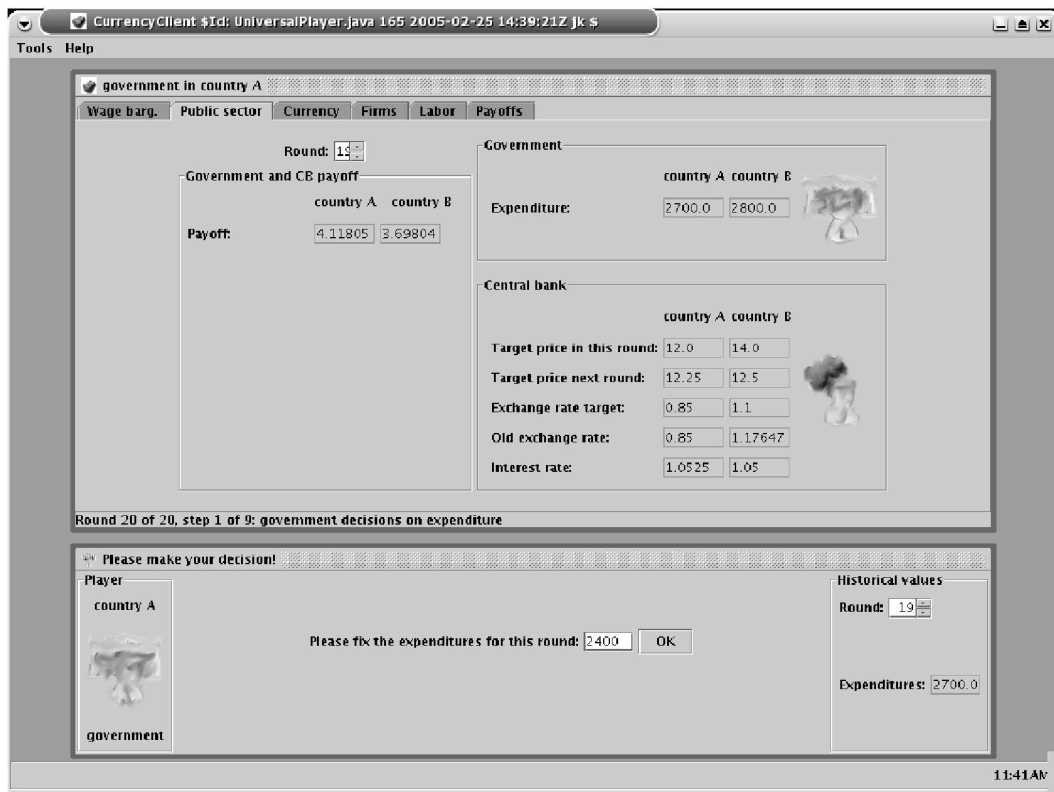 CurrencyClient $Id: UniversalPlayer.java 165 2005-02-25 14:39:21Z jk $
Tools Help
government in country A
Wage barg. Public sector Currency Firms Labor Payoffs
Round: 19
Government and CB payoff
country A country B
Payoff: 4.11805 3.69804
Government
country A country B
Expenditure: 2700.0 2800.0
Central bank
country A country B
Target price in this round: 12.0 14.0
Target price next round: 12.25 12.5
Exchange rate target: 0.85 1.1
Old exchange rate: 0.85 1.17647
Interest rate: 1.0525 1.05
Round 20 of 20, step 1 of 9: government decisions on expenditure
Please make your decision!
Player
country A
government
Please fix the expenditures for this round: 2400 OK
Historical values
Round: 19
Expenditures: 2700.0
11:41AM